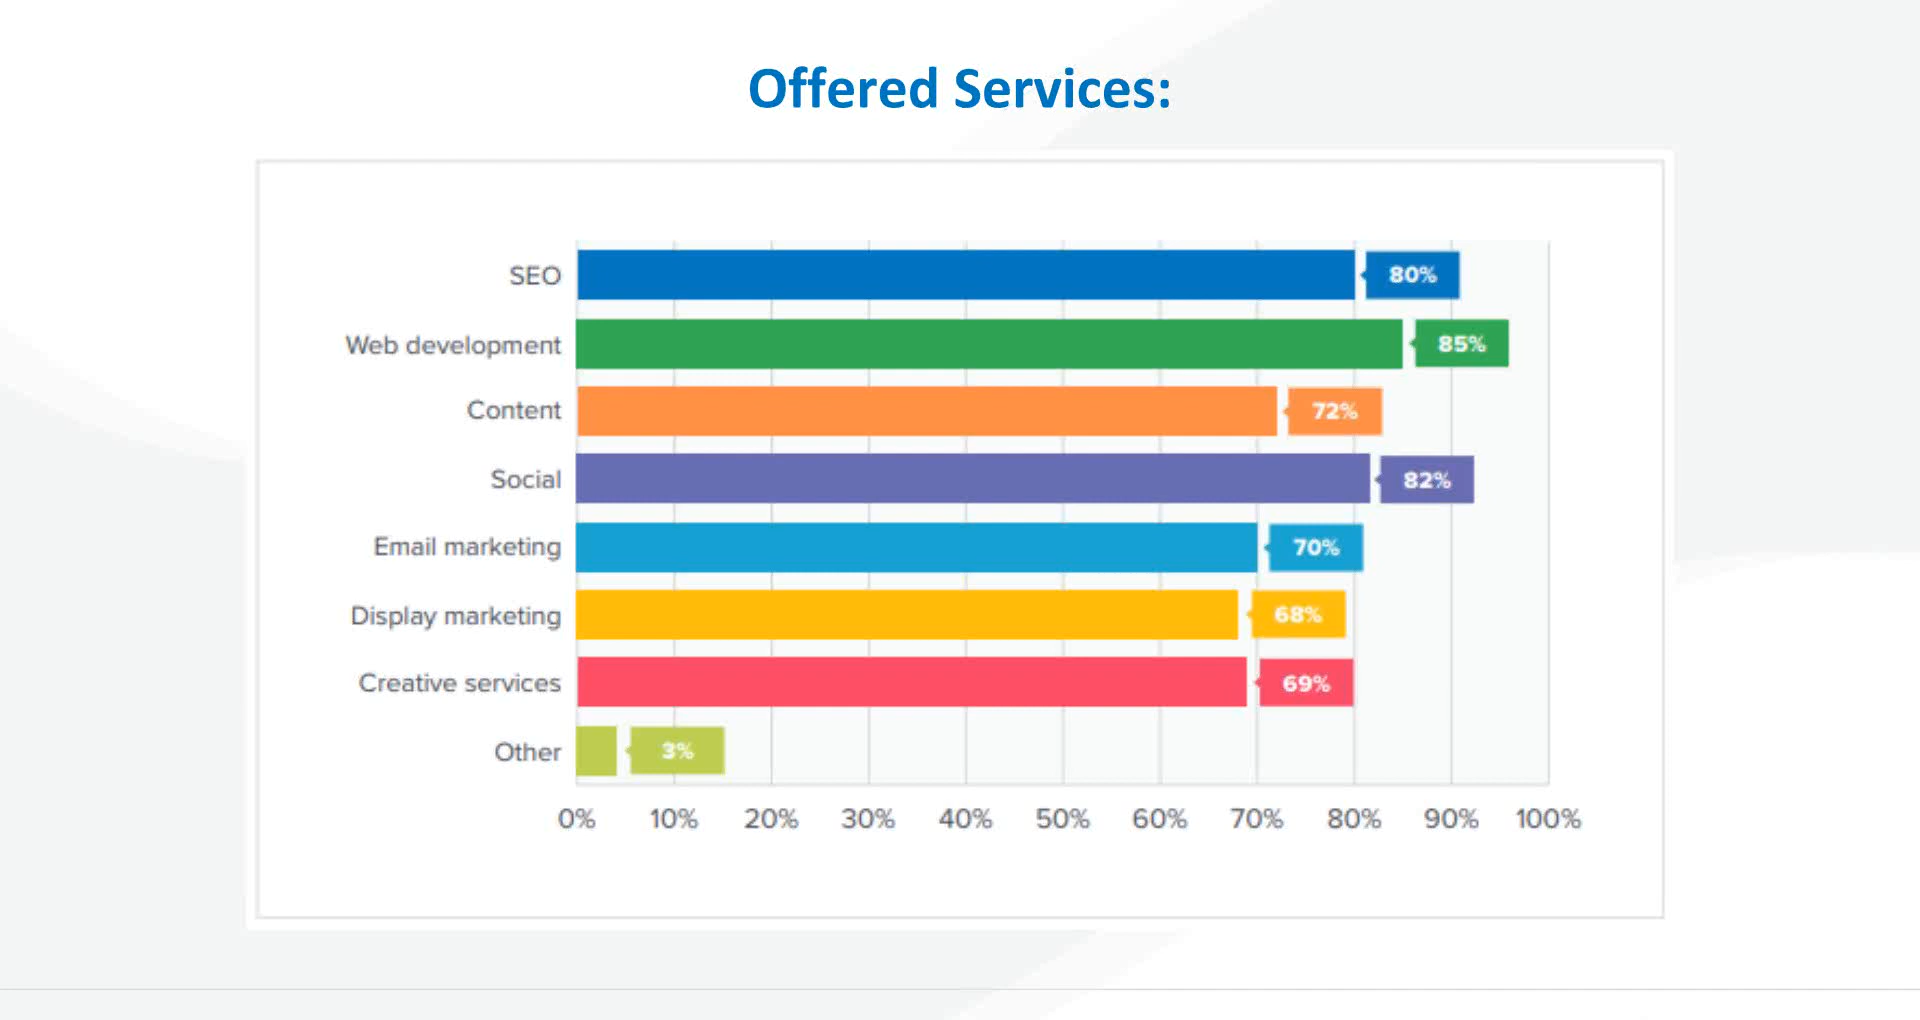 Offered Services:
SEO 80%
Web development 85%
Content 72%
Social 82%
Email marketing 70%
Display marketing 68%
Creative services 69%
Other 3%
0% 10% 20% 30% 40% 50% 60% 70% 80% 90% 100%